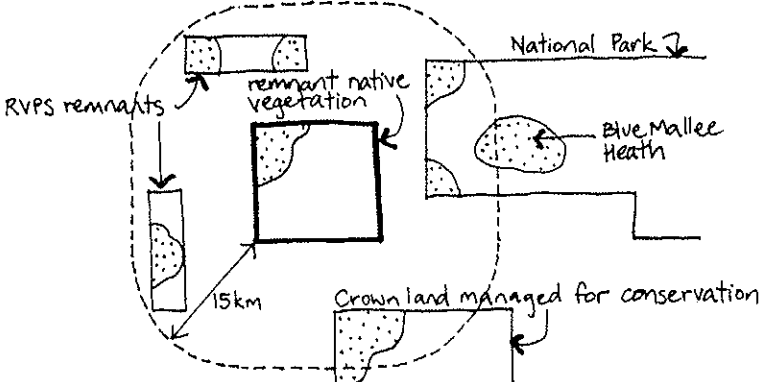 National Park
RVPS remnants
remnant native
vegetation
Blue Mallee
Heath
15km
Crown land managed for conservation